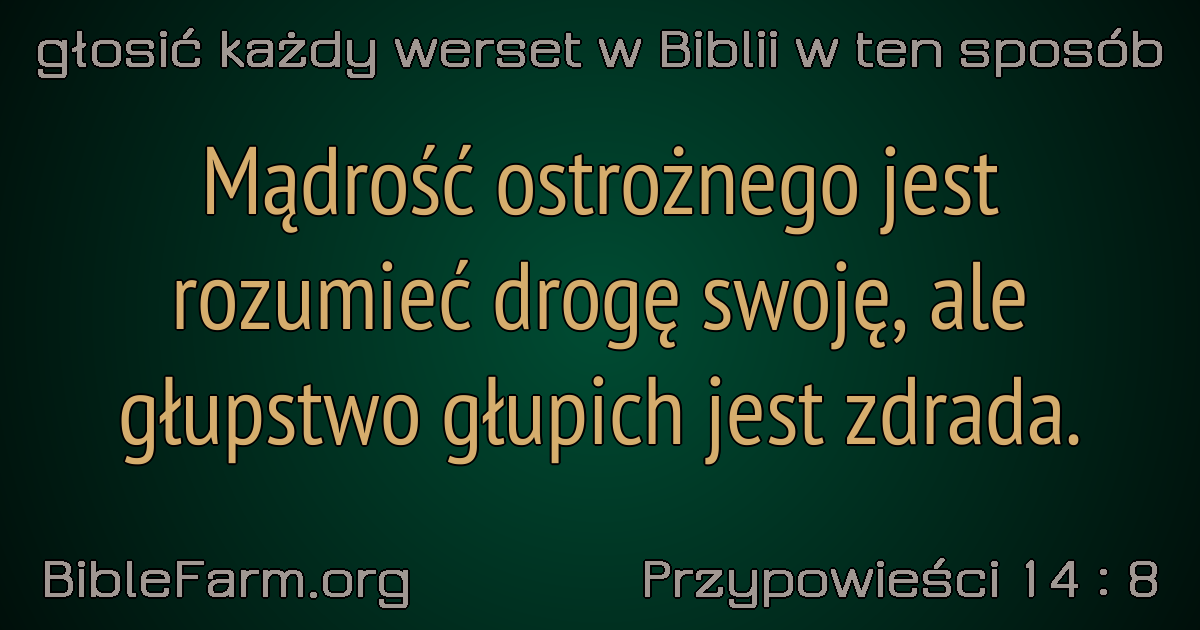 głosić każdy werset w Biblii w ten sposób
Mądrość ostrożnego jest
rozumieć drogę swoję, ale
głupstwo głupich jest zdrada.
BibleFarm.org
Przypowieści 14 : 8